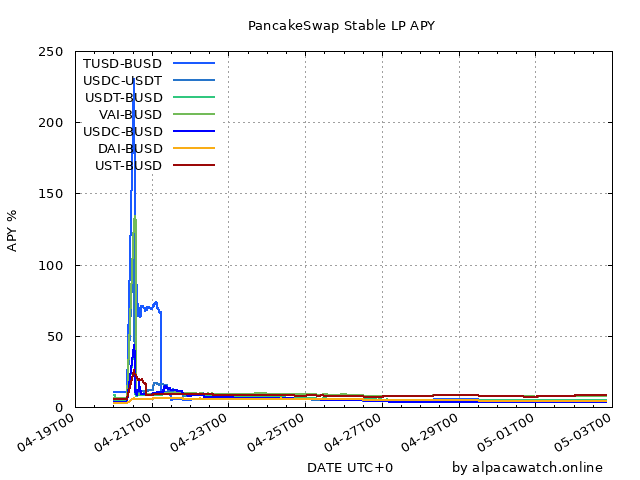 PancakeSwap Stable LP APY
250
200
150
100
50
0
APY %
TUSD-BUSD
USDC-USDT
USDT-BUSD
VAI-BUSD
USDC-BUSD
DAI-BUSD
UST-BUSD
04-19T00
04-21T00
04-23T00
04-25T00
04-27T00
04-29T00
05-01T00
05-03T00
DATE UTC+0
by alpacawatch.online